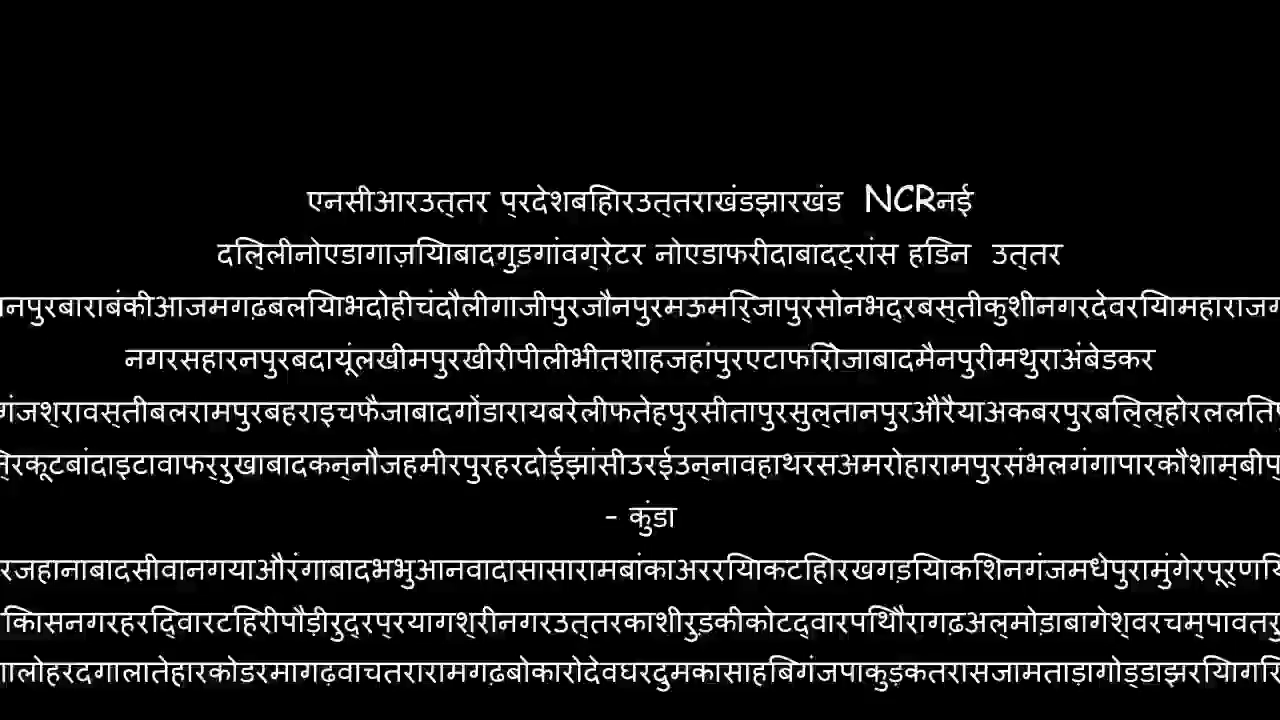 एनसीआरउत्तर प्रदेशबिहारउत्तराखंडझारखंड NCRनई
दिल्लीनोएडागाज़ियाबादगुड़गांवग्रेटर नोएडाफरीदाबादट्रांस हिंडन उत्तर
नपुरबाराबंकीआजमगढ़बलियाभदोहीचंदौलीगाजीपुरजौनपुरमऊमिर्जापुरसोनभद्रबस्तीकुशीनगरदेवरियामहाराजग
नगरसहारनपुरबदायूंलखीमपुरखीरीपीलीभीतशाहजहांपुरएटाफिरोजाबादमैनपुरीमथुराअंबेडकर
गंजश्रावस्तीबलरामपुरबहराइचफैजाबादगोंडारायबरेलीफतेहपुरसीतापुरसुल्तानपुरऔरैयाअकबरपुरबिल्होरललित
त्रिकूटबांदाइटावाफर्रुखाबादकन्नौजहमीरपुरहरदोईझांसीउरईउन्नावहाथरसअमरोहारामपुरसंभलगंगापारकौशाम्बीप
- कुंडा
रजहानाबादसीवानगयाऔरंगाबादभभुआनवादासासारामबांकाअररियाकटिहारखगड़ियाकिशनगंजमधेपुरामुंगेरपूर्णि
किासनगरहरिद्वारटिहरीपौड़ीरुद्रप्रयागश्रीनगरउत्तरकाशीरुड़कीकोटद्वारपिथौरागढ़अल्मोड़ाबागेश्वरचम्पावतरु
गालोहरदगालातेहारकोडरमागढ़वाचतरारामगढ़बोकारोदेवघरदुमकासाहिबगंजपाकुड़कतरासजामताड़ागोड्डाझरियागि